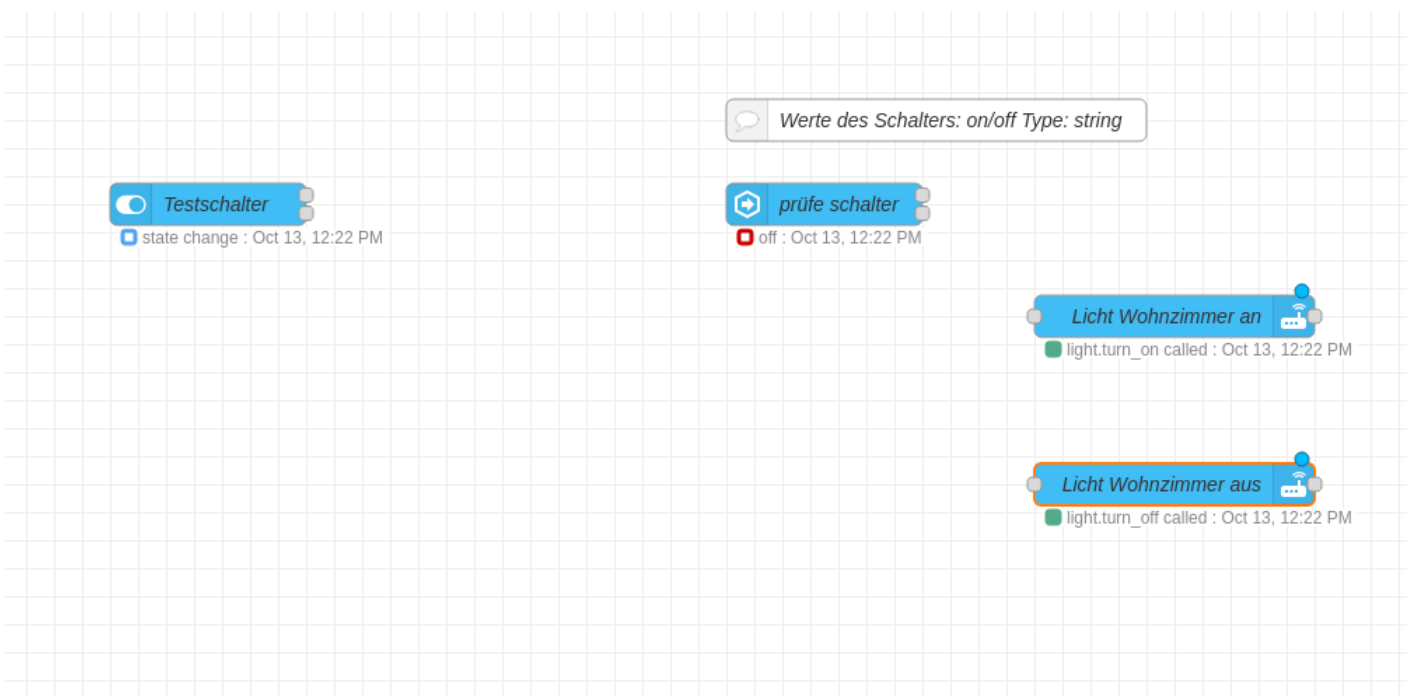 Werte des Schalters: on/off Type: string
Testschalter
state change : Oct 13, 12:22 PM
prüfe schalter
off : Oct 13, 12:22 PM
Licht Wohnzimmer an
light.turn_on called : Oct 13, 12:22 PM
Licht Wohnzimmer aus
light.turn_off called : Oct 13, 12:22 PM